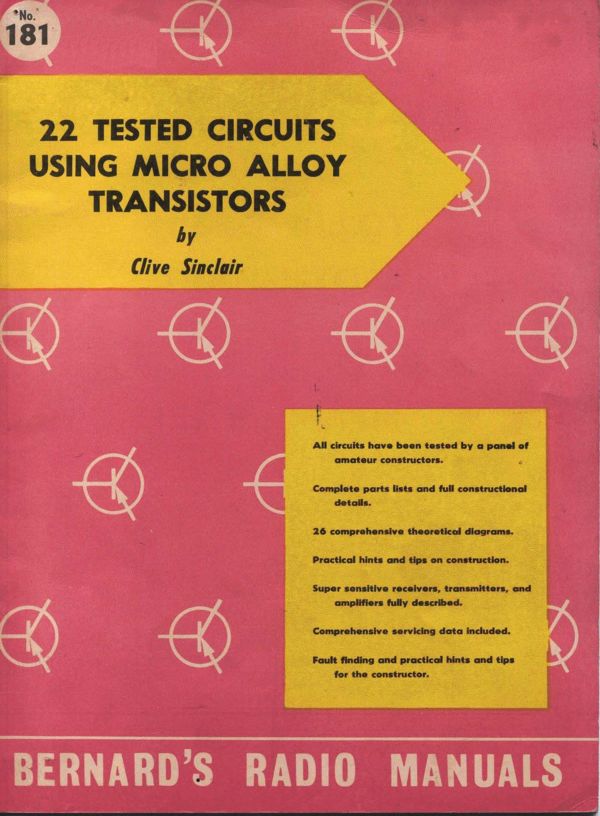 *No.
181
22 TESTED CIRCUITS
USING MICRO ALLOY
TRANSISTORS
by
Clive Sinclair
All circuits have been tested by a panel of
amateur constructors.
Complete parts lists and full constructional
details.
26 comprehensive theoretical diagrams.
Practical hints and tips on construction.
Super sensitive receivers, transmitters, and
amplifiers fully described.
Comprehensive servicing data included.
Fault finding and practical hints and tips
for the constructor.
BERNARD'S RADIO MANUALS